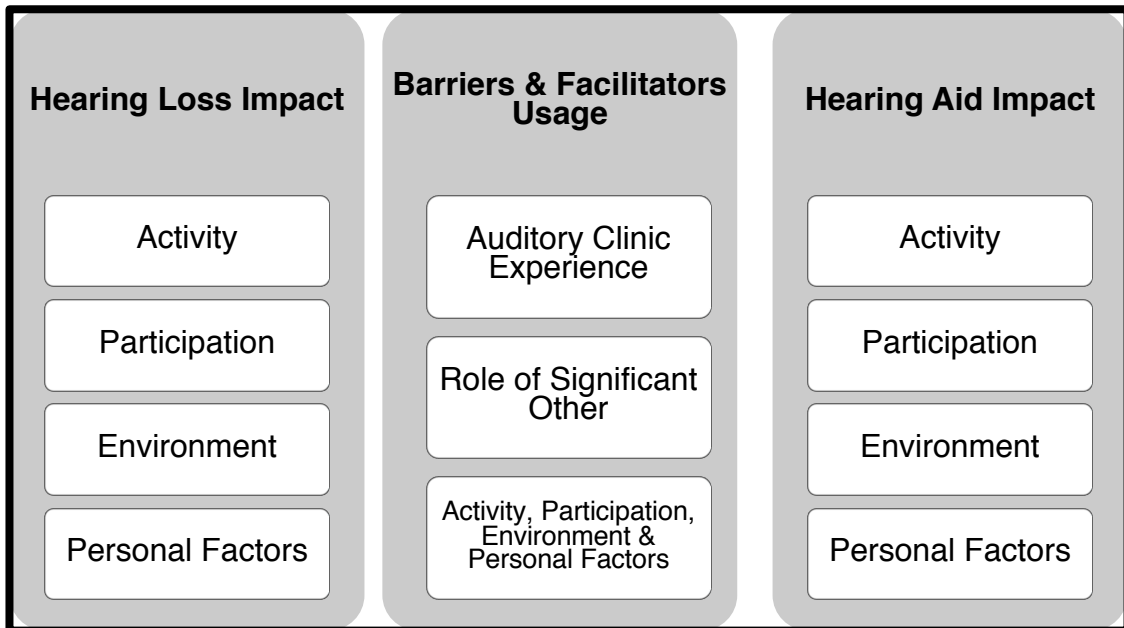 Hearing Loss Impact
Activity
Participation
Environment
Personal Factors
Barriers & Facilitators
Usage
Auditory Clinic
Experience
Role of Significant
Other
Activity, Participation,
Environment &
Personal Factors
Hearing Aid Impact
Activity
Participation
Environment
Personal Factors